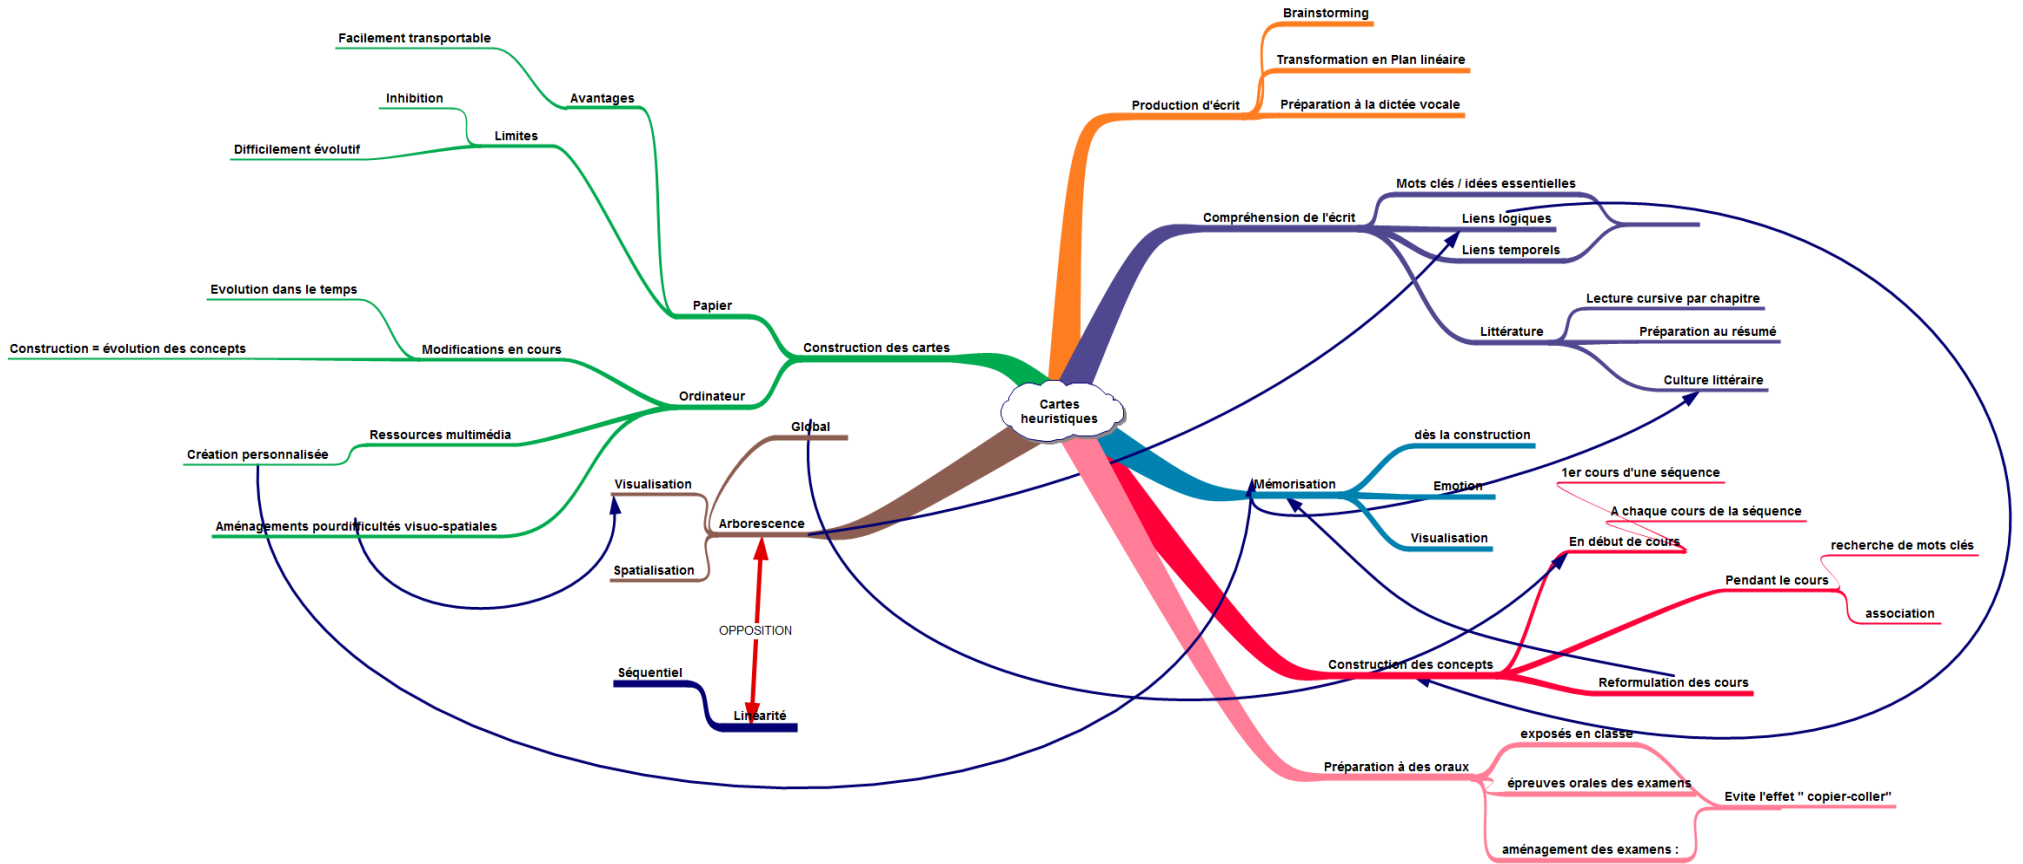 Cartes
heuristiques
Production d'écrit
Brainstorming
Transformation en Plan linéaire
Préparation à la dictée vocale
Compréhension de l'écrit
Mots clés / idées essentielles
Liens logiques
Liens temporels
Littérature
Lecture cursive par chapitre
Préparation au résumé
Culture littéraire
Mémorisation
dès la construction
Emotion
Visualisation
Construction des concepts
En début de cours
1er cours d'une séquence
A chaque cours de la séquence
Pendant le cours
recherche de mots clés
association
Reformulation des cours
Préparation à des oraux
exposés en classe
épreuves orales des examens
aménagement des examens :
Evite l'effet " copier-coller"
Construction des cartes
Papier
Avantages
Facilement transportable
Limites
Inhibition
Difficilement évolutif
Ordinateur
Modifications en cours
Evolution dans le temps
Construction = évolution des concepts
Ressources multimédia
Création personnalisée
Aménagements pourdifficultés visuo-spatiales
Arborescence
Global
Visualisation
Spatialisation
OPPOSITION
Séquentiel
Linéarité